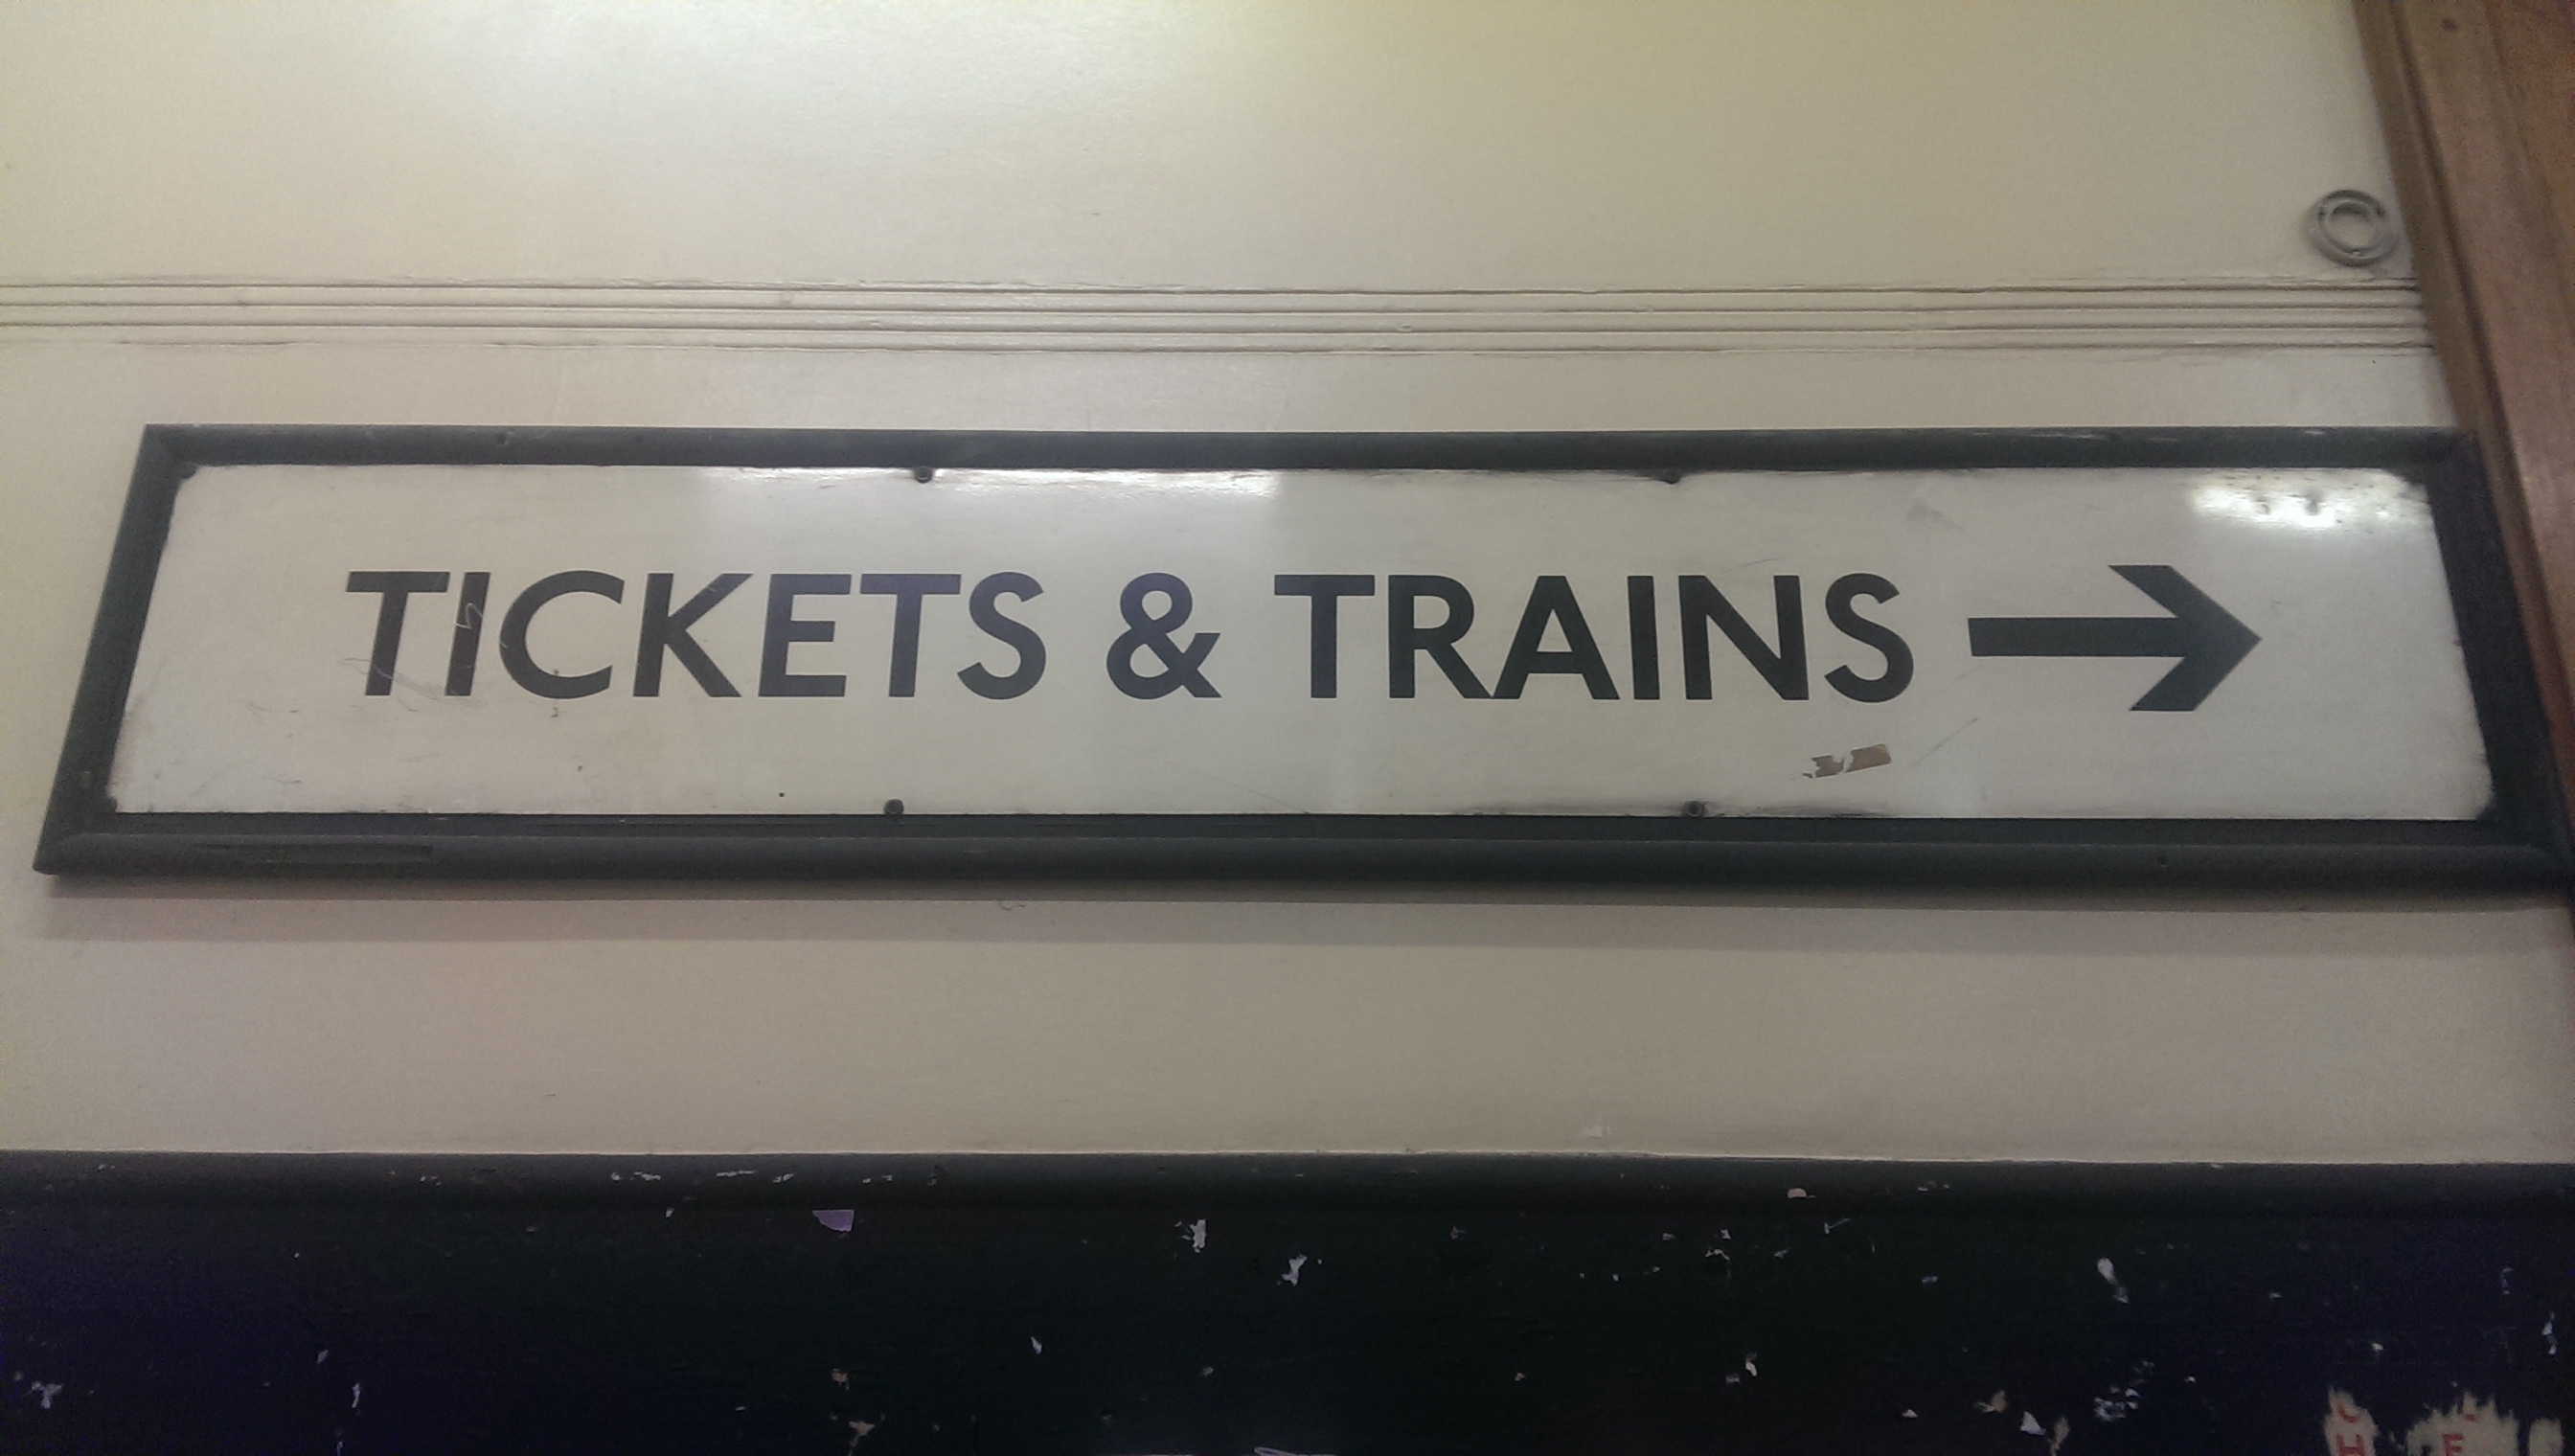 TICKETS & TRAINS →